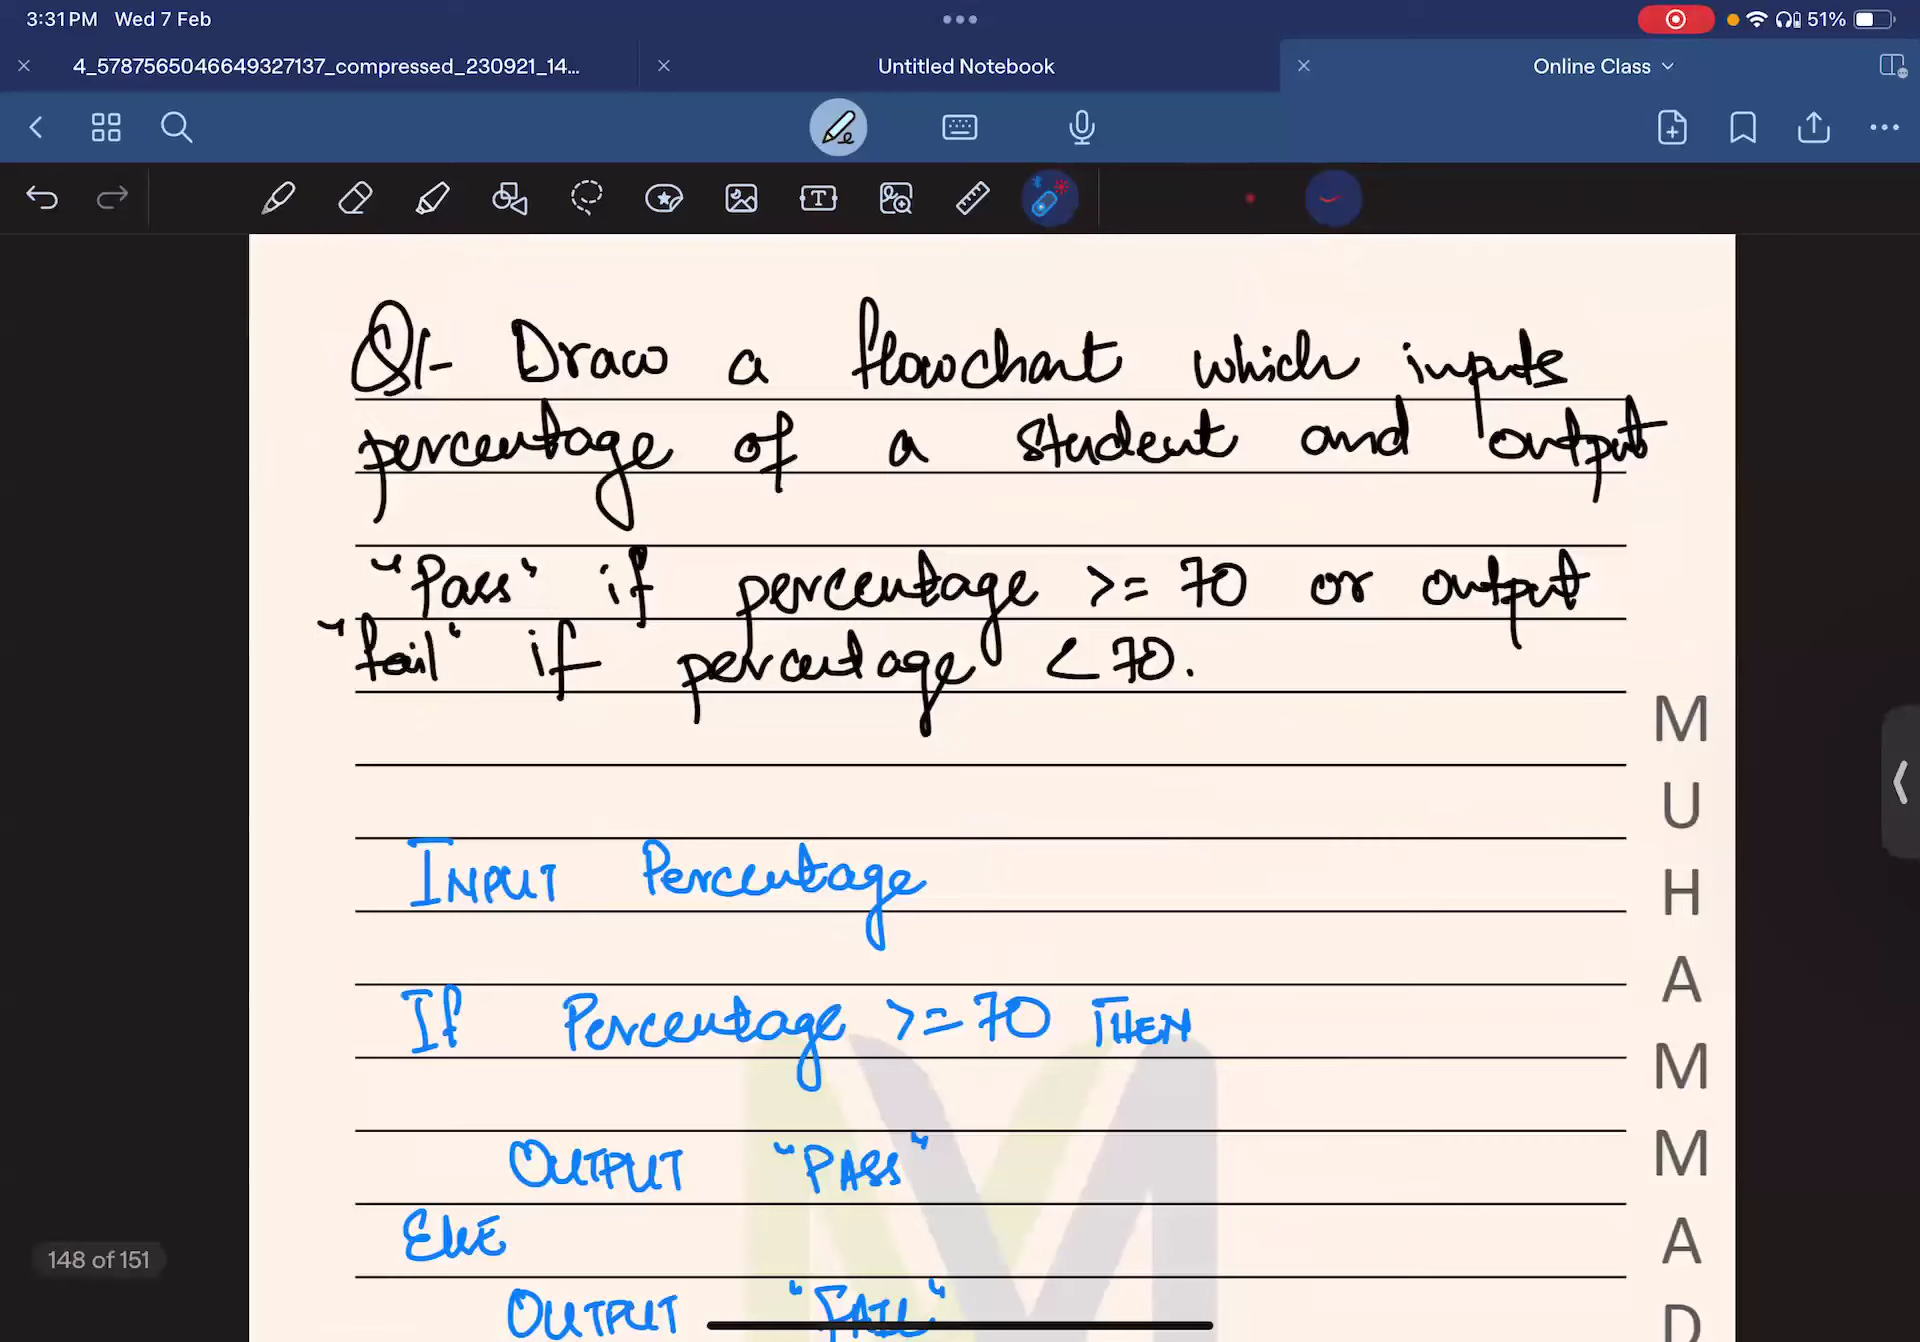 3:31 PM Wed 7 Feb
51%
4_5787565046649327137_compressed_230921_14...
Untitled Notebook
Online Class
Q1- Draw a flowchart which inputs
percentage of a student and output
"Pass" if percentage >= 70 or output
"fail" if percentage < 70.
INPUT Percentage
If Percentage >= 70 THEN
OUTPUT "PASS"
ElsE
OUTPUT "FAIL"
MUHAMMAD
148 of 151